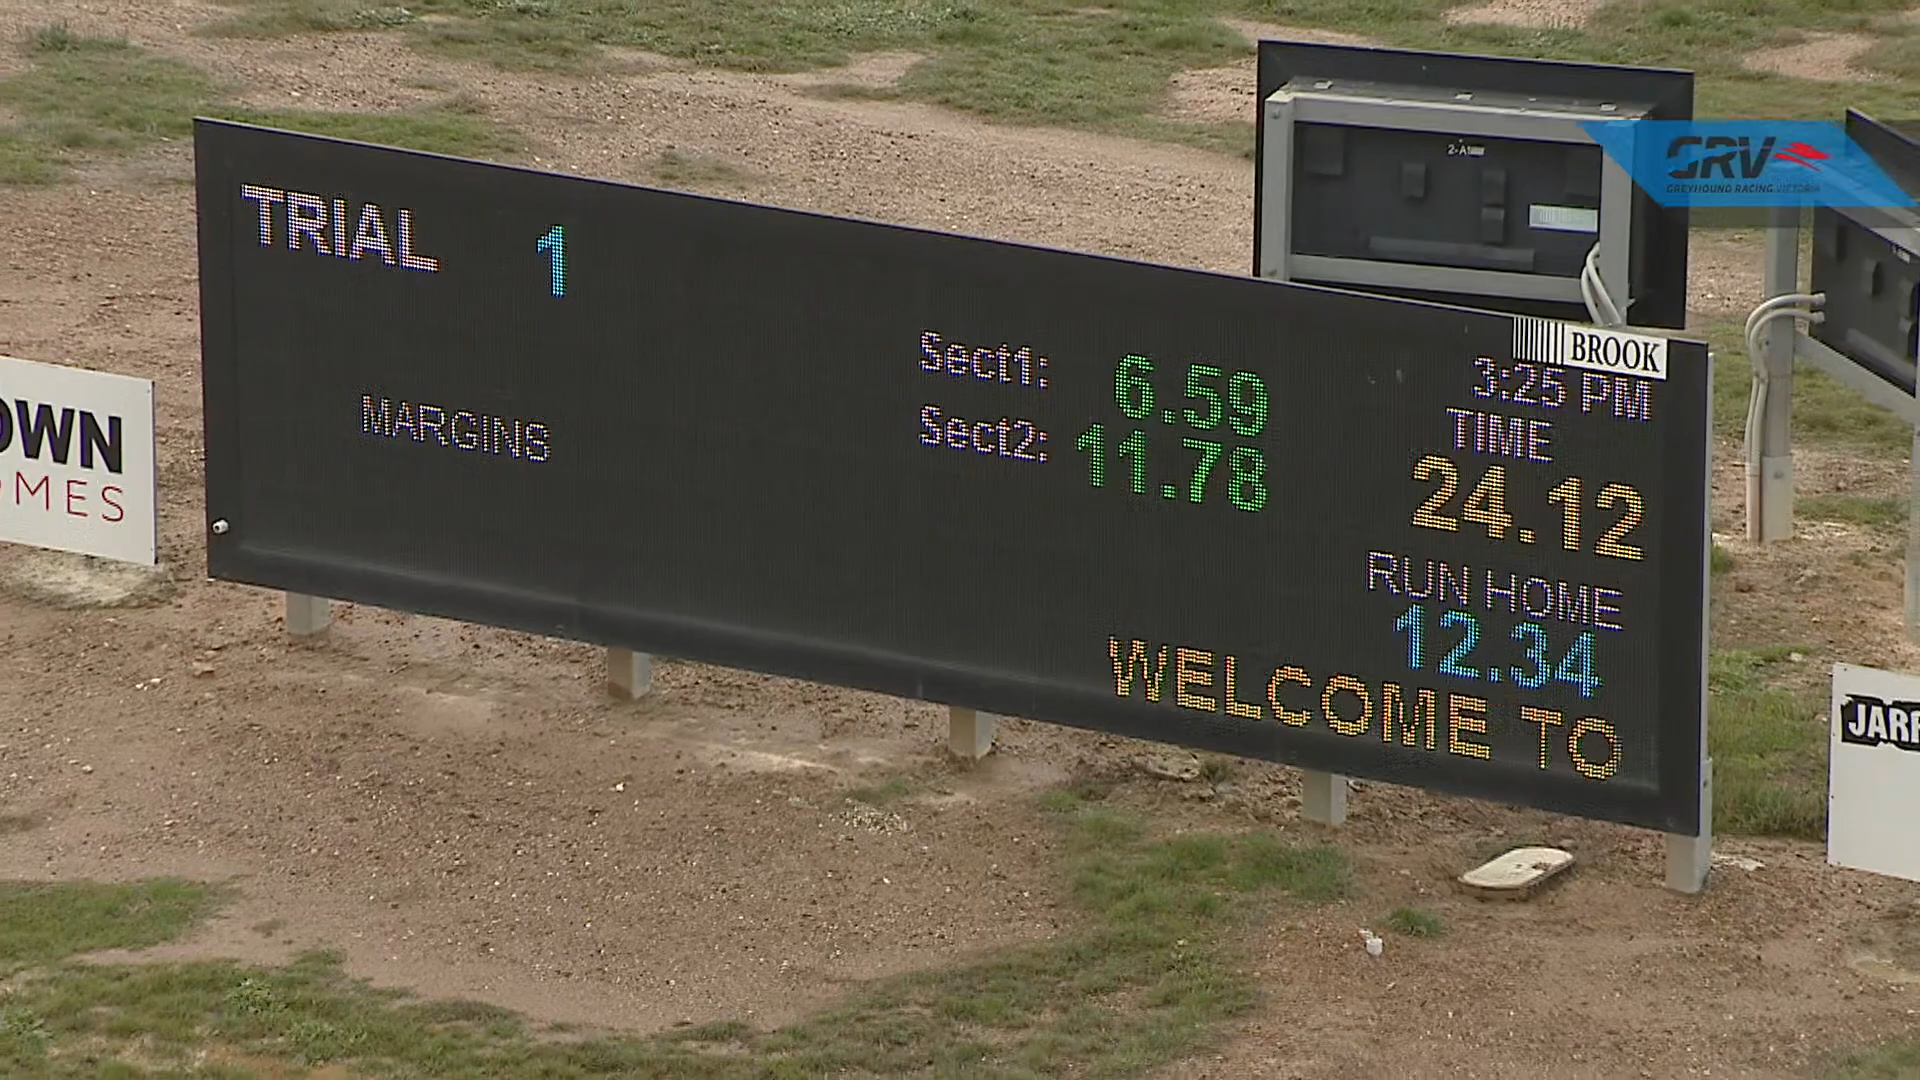 TRIAL 1
MARGINS
Sect1: 6.59
Sect2: 11.78
BROOK
3:25 PM
TIME
24.12
RUN HOME
12.34
WELCOME TO
GRV
GREYHOUND RACING VICTORIA
OWN
OMES
JARR